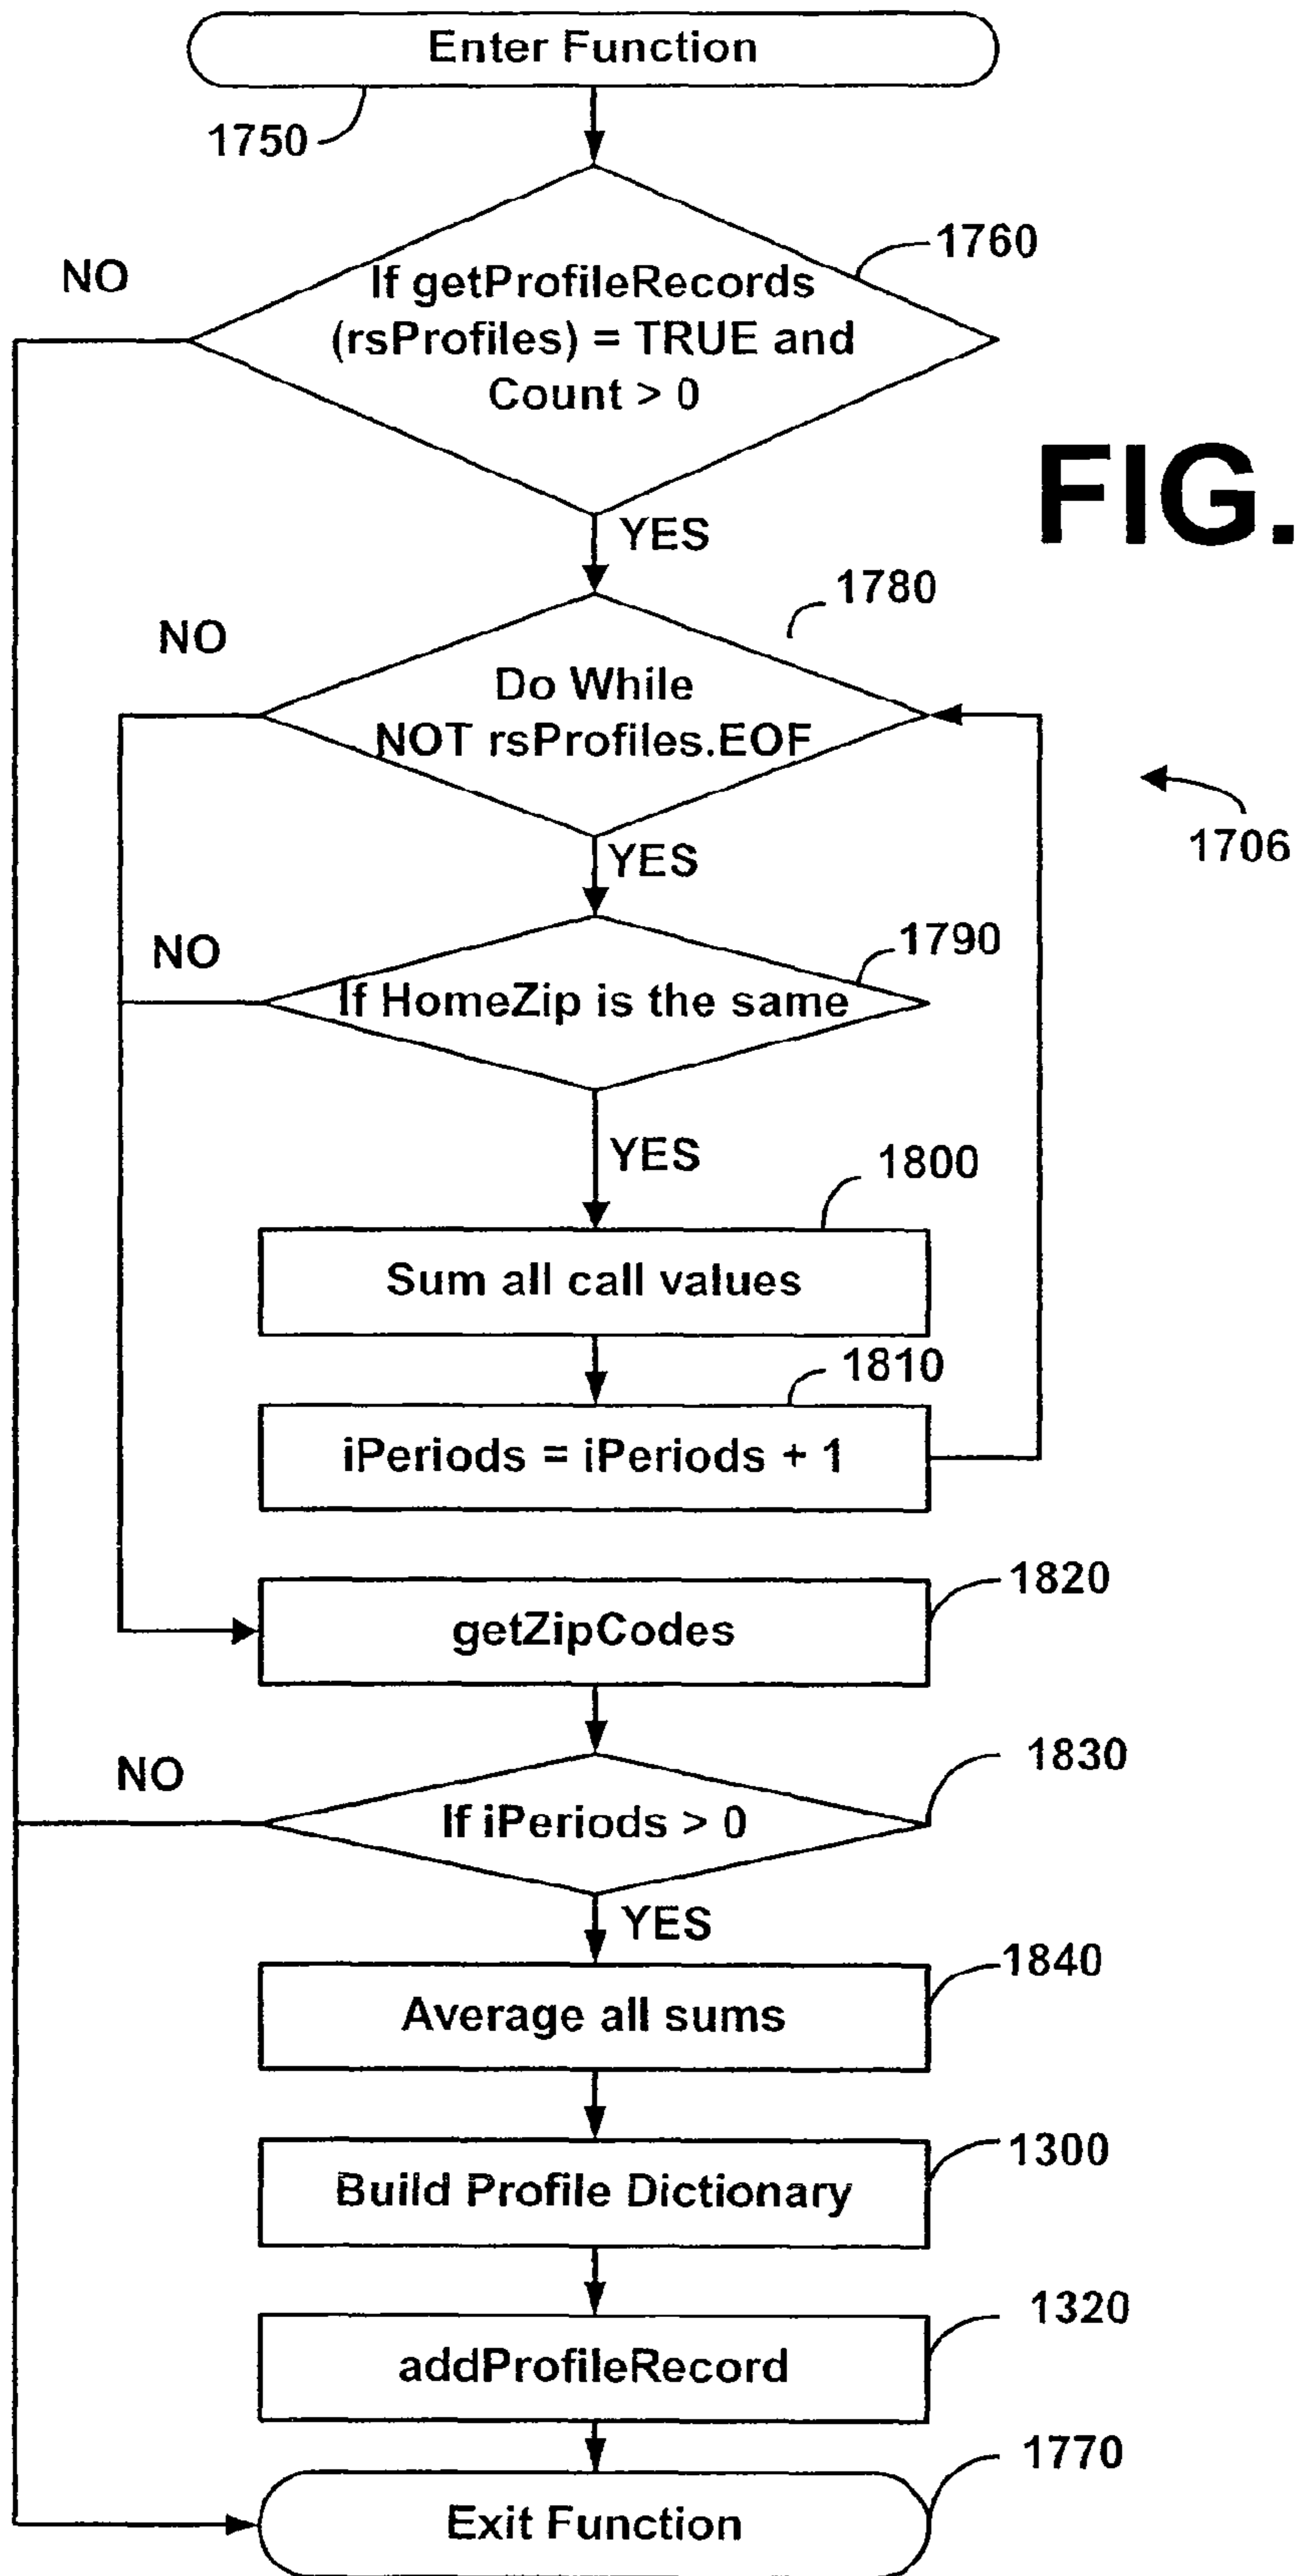 Enter Function
1750
1760
NO
If getProfileRecords
(rsProfiles) = TRUE and
Count > 0
FIG.
YES
1780
NO
Do While
NOT rsProfiles.EOF
1706
YES
1790
NO
If HomeZip is the same
YES
1800
Sum all call values
1810
iPeriods = iPeriods + 1
1820
getZipCodes
1830
NO
If iPeriods > 0
YES
1840
Average all sums
1300
Build Profile Dictionary
1320
addProfileRecord
1770
Exit Function